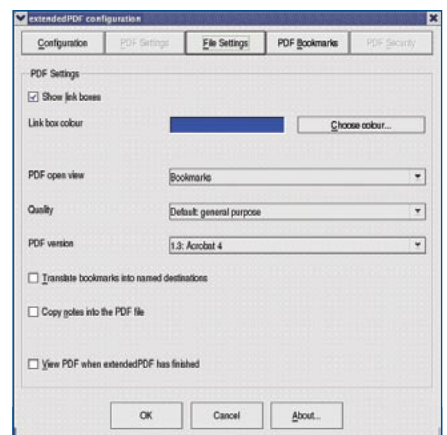 extendedPDF configuration
Configuration PDF Settings File Settings PDF Bookmarks PDF Security
PDF Settings
Show link boxes
Link box colour Choose colour...
PDF open view Bookmarks
Quality Default: general purpose
PDF version 1.3: Acrobat 4
Translate bookmarks into named destinations
Copy notes into the PDF file
View PDF when extendedPDF has finished
OK Cancel About...